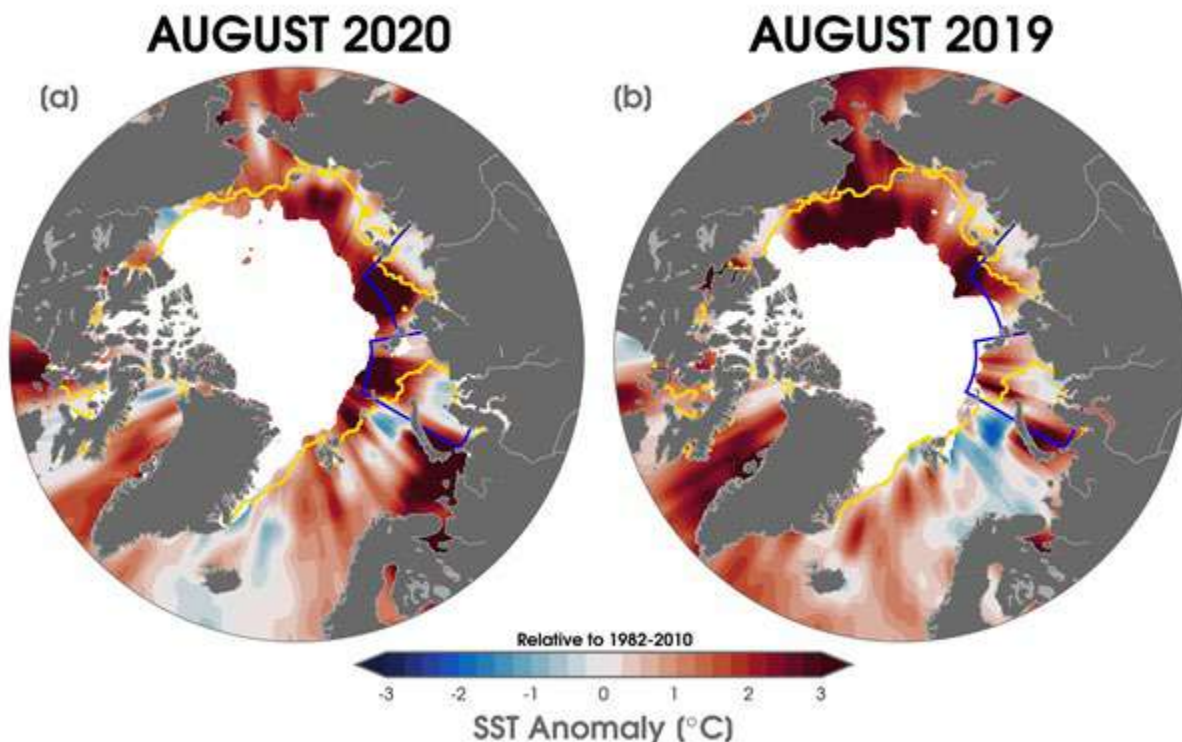 AUGUST 2020
AUGUST 2019
(a)
(b)
Relative to 1982-2010
-3 -2 -1 0 1 2 3
SST Anomaly (°C)